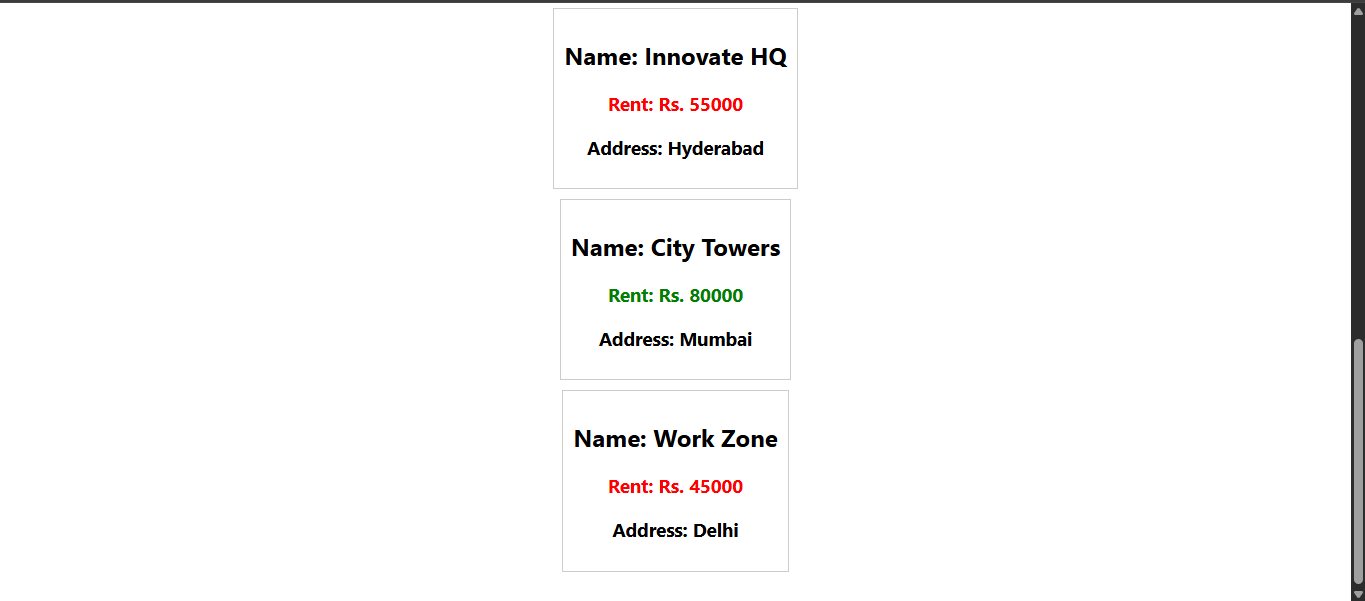 Name: Innovate HQ
Rent: Rs. 55000
Address: Hyderabad
Name: City Towers
Rent: Rs. 80000
Address: Mumbai
Name: Work Zone
Rent: Rs. 45000
Address: Delhi